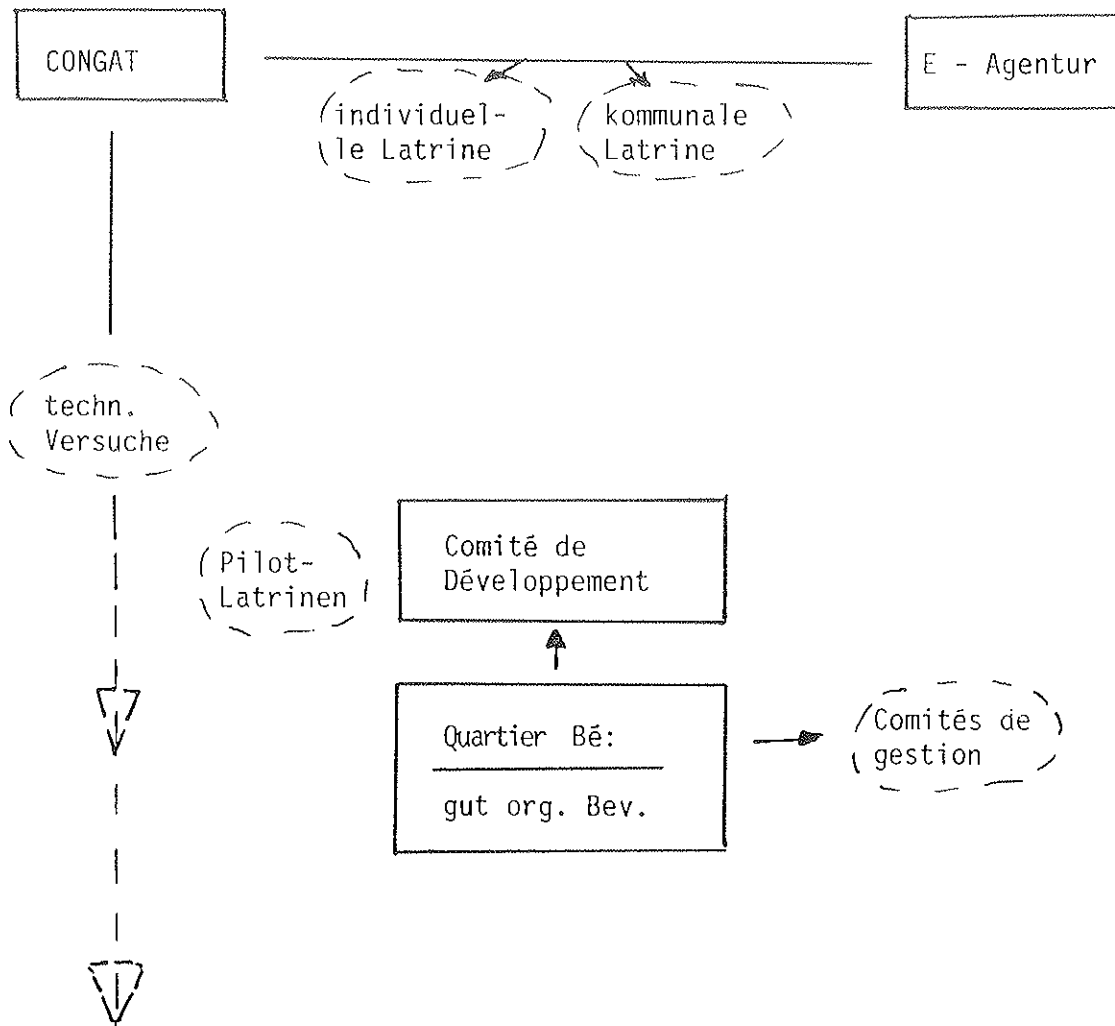 CONGAT
E - Agentur
individuel-
le Latrine
kommunale
Latrine
techn.
Versuche
Pilot-
Latrinen
Comité de
Développement
Quartier Bé:
gut org. Bev.
Comités de
gestion